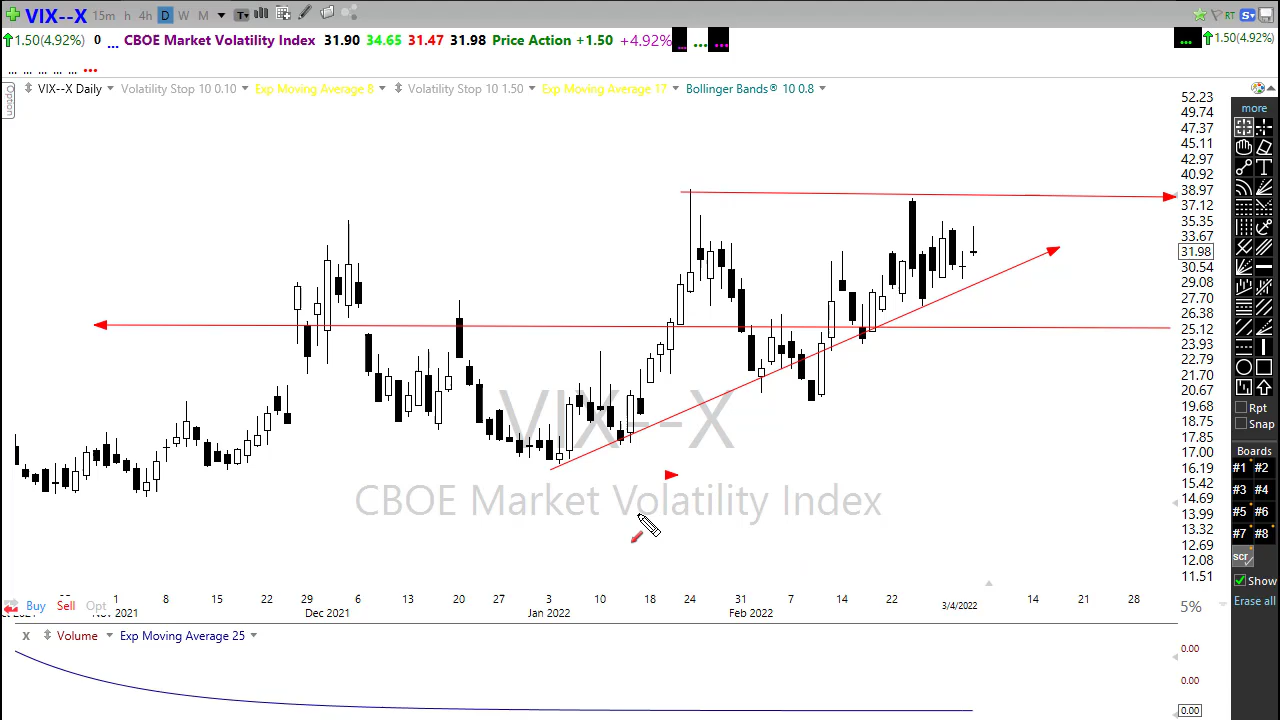 VIX--X 15m h 4h D W M T RT S
1.50(4.92%) 0 ... CBOE Market Volatility Index 31.90 34.65 31.47 31.98 Price Action +1.50 +4.92% ... ... ... ... 1.50(4.92%)
... ... ... ... ... ...
Option
VIX--X Daily Volatility Stop 10 0.10 Exp Moving Average 8 Volatility Stop 10 1.50 Exp Moving Average 17 Bollinger Bands® 10 0.8
52.23
49.74
47.37
45.11
42.97
40.92
38.97
37.12
35.35
33.67
31.98
30.54
29.08
27.70
26.38
25.12
23.93
22.79
21.70
20.67
19.68
18.75
17.85
17.00
16.19
15.42
14.69
13.99
13.32
12.69
12.08
11.51
VIX--X
CBOE Market Volatility Index
more
T
Rpt
Snap
Boards
#1 #2
#3 #4
#5 #6
#7 #8
scr
Show
Erase all
Buy Sell Opt
1 8 15 22 29 6 13 20 27 3 10 18 24 31 7 14 22 3/4/2022 14 21 28
2021 Dec 2021 Jan 2022 Feb 2022
5%
x Volume Exp Moving Average 25
0.00
0.00
0.00